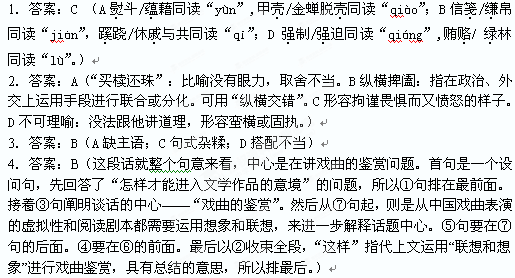 1. 答案：C （A 熨斗/蕴藉同读“yùn”,甲壳/金蝉脱壳同读“qiào”；B 信笺/缣帛
同读“jiān”，蹊跷/休戚与共同读“qī”；D 强制/强迫同读“qiǎng”,贿赂/ 绿林
同读“lù”。）
2. 答案：A（“买椟还珠”：比喻没有眼力，取舍不当。B 纵横捭阖：指在政治、外
交上运用手段进行联合或分化。可用“纵横交错”。C 形容拘谨畏惧而又愤怒的样子。
D 不可理喻：没法跟他讲道理，形容蛮横或固执。）
3. 答案：B（A 缺主语；C 句式杂糅；D 搭配不当）
4. 答案：B（这段话就整个句意来看，中心是在讲戏曲的鉴赏问题。首句是一个设
问句，先回答了“怎样才能进入文学作品的意境”的问题，所以①句排在最前面。
接着③句阐明谈话的中心——“戏曲的鉴赏”。然后从⑦句起，则是从中国戏曲表演
的虚拟性和阅读剧本都需要运用想象和联想，来进一步解释话题中心。⑤句要在⑦
句的后面。④要在⑥的前面。最后以②收束全段，“这样”指代上文运用“联想和想
象”进行戏曲鉴赏，具有总结的意思，所以排最后。）